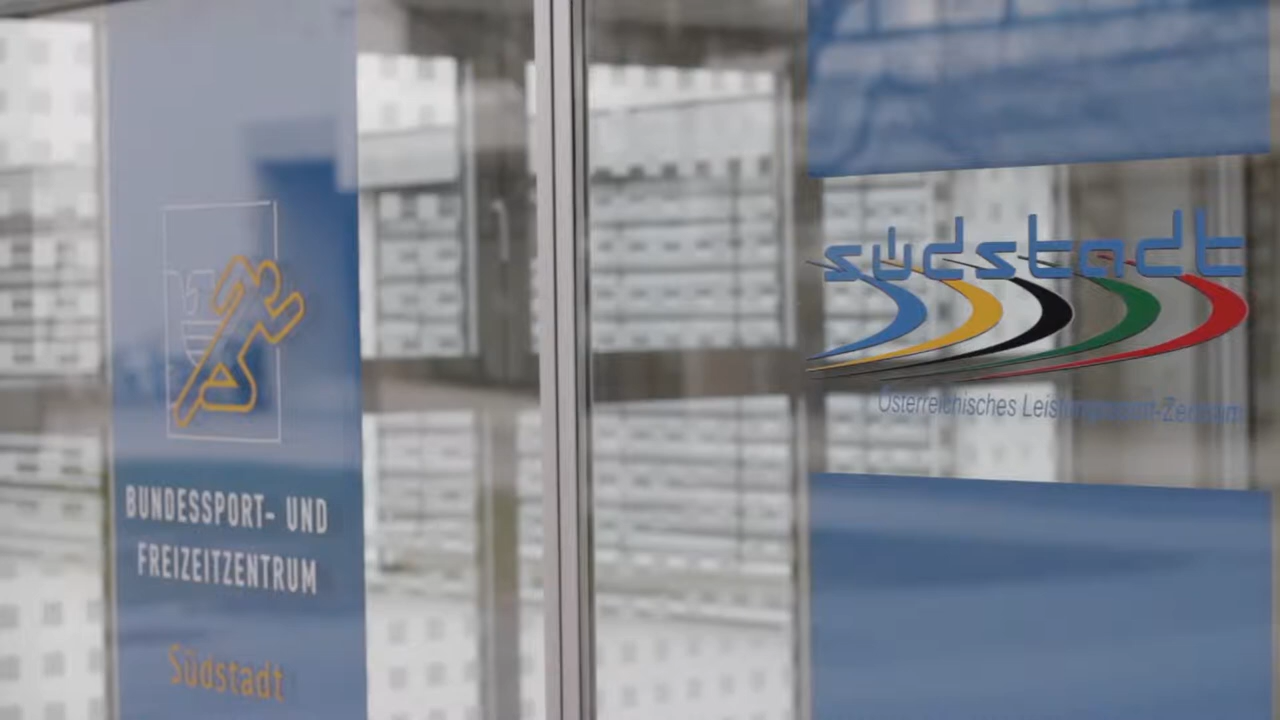 BUNDESSPORT- UND
FREIZEITZENTRUM
Südstadt
südstadt
Österreichisches Leistungssport-Zentrum